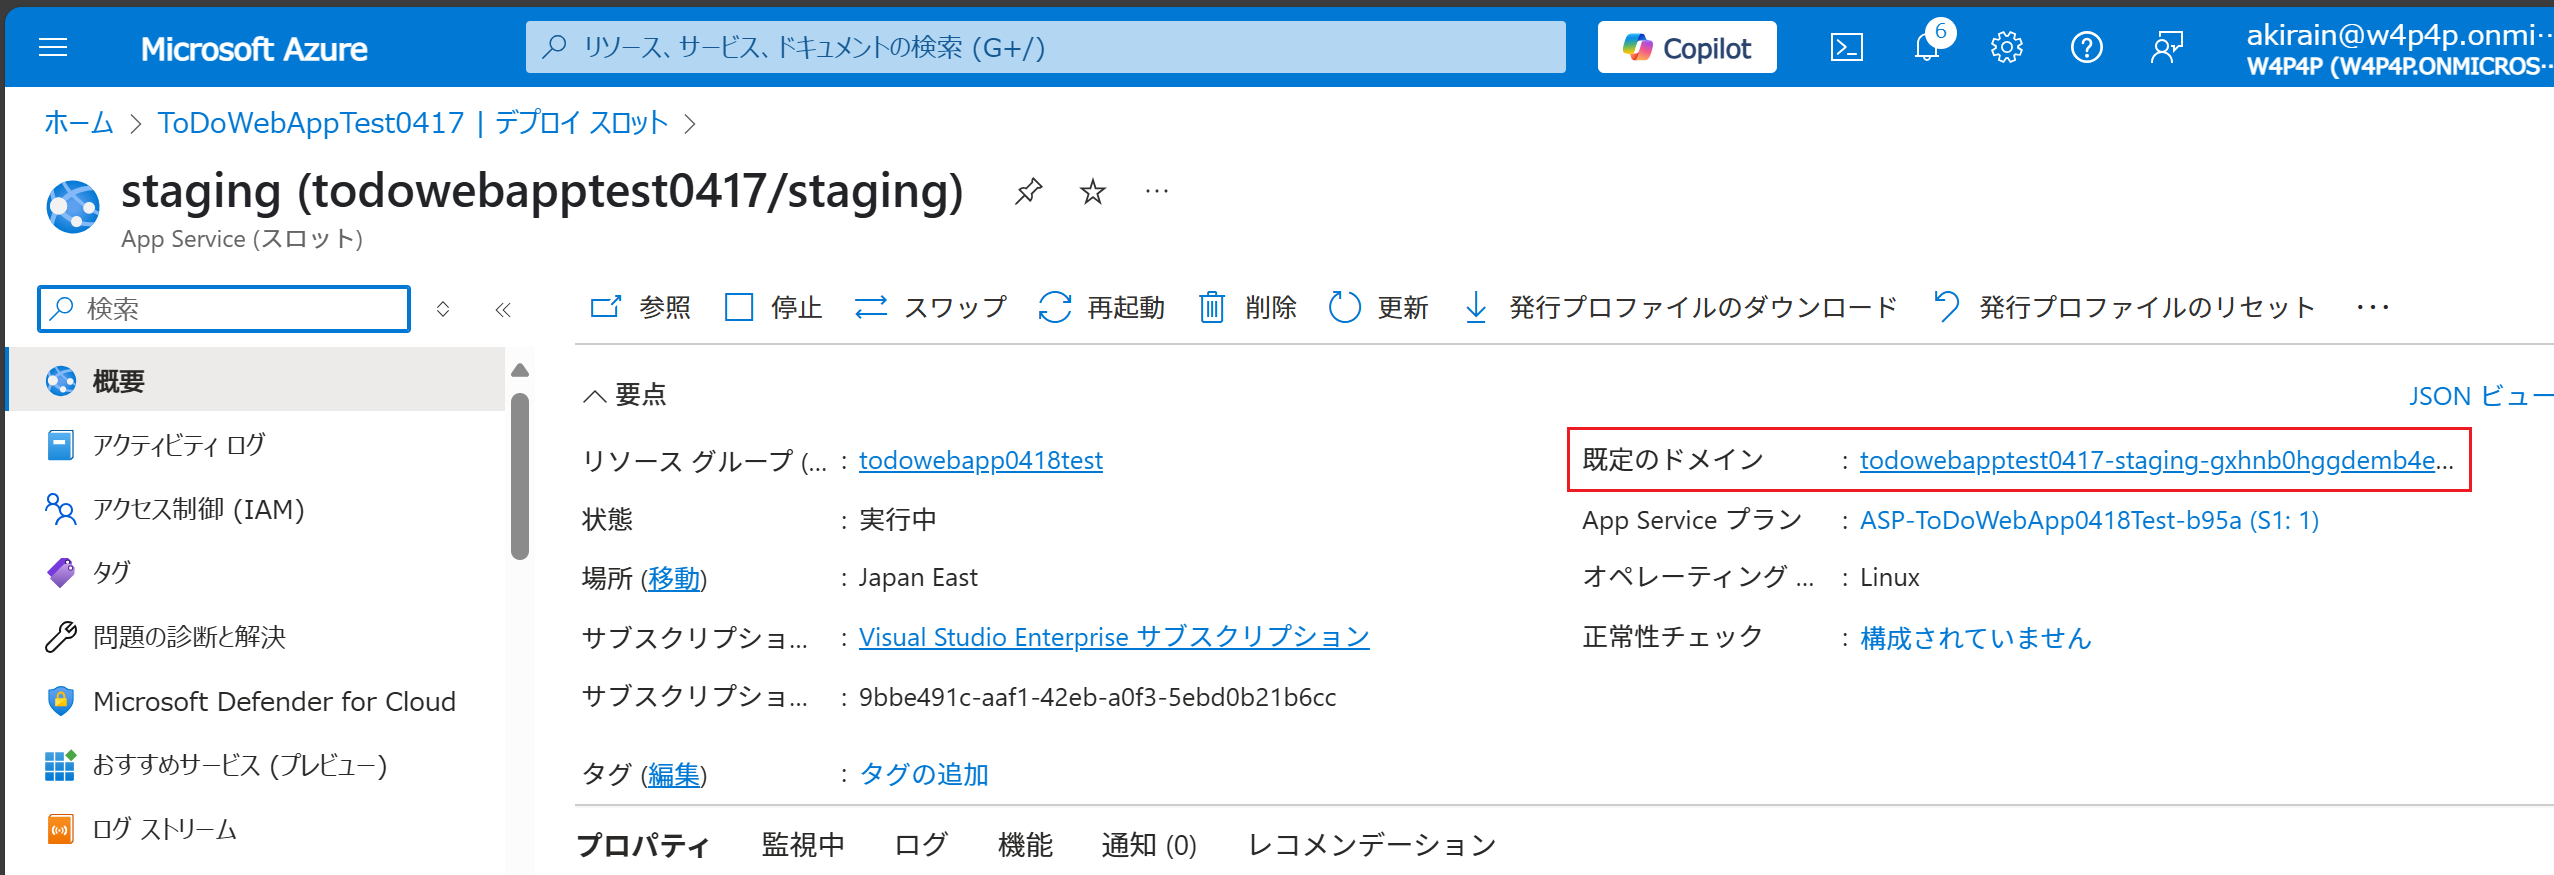 Microsoft Azure
リソース、サービス、ドキュメントの検索 (G+/)
Copilot
6
akirain@w4p4p.onmi...
W4P4P (W4P4P.ONMICROS...
ホーム > ToDoWebAppTest0417 | デプロイ スロット >
staging (todowebapptest0417/staging)
...
App Service (スロット)
検索
参照 停止 スワップ 再起動 削除 更新 発行プロファイルのダウンロード 発行プロファイルのリセット ...
概要
アクティビティ ログ
アクセス制御 (IAM)
タグ
問題の診断と解決
Microsoft Defender for Cloud
おすすめサービス (プレビュー)
ログ ストリーム
要点
JSON ビュー
リソース グループ (... : todowebapp0418test
状態 : 実行中
場所 (移動) : Japan East
サブスクリプショ... : Visual Studio Enterprise サブスクリプション
サブスクリプショ... : 9bbe491c-aaf1-42eb-a0f3-5ebd0b21b6cc
タグ (編集) : タグの追加
既定のドメイン : todowebapptest0417-staging-gxhnb0hggdemb4e...
App Service プラン : ASP-ToDoWebApp0418Test-b95a (S1: 1)
オペレーティング ... : Linux
正常性チェック : 構成されていません
プロパティ 監視中 ログ 機能 通知 (0) レコメンデーション